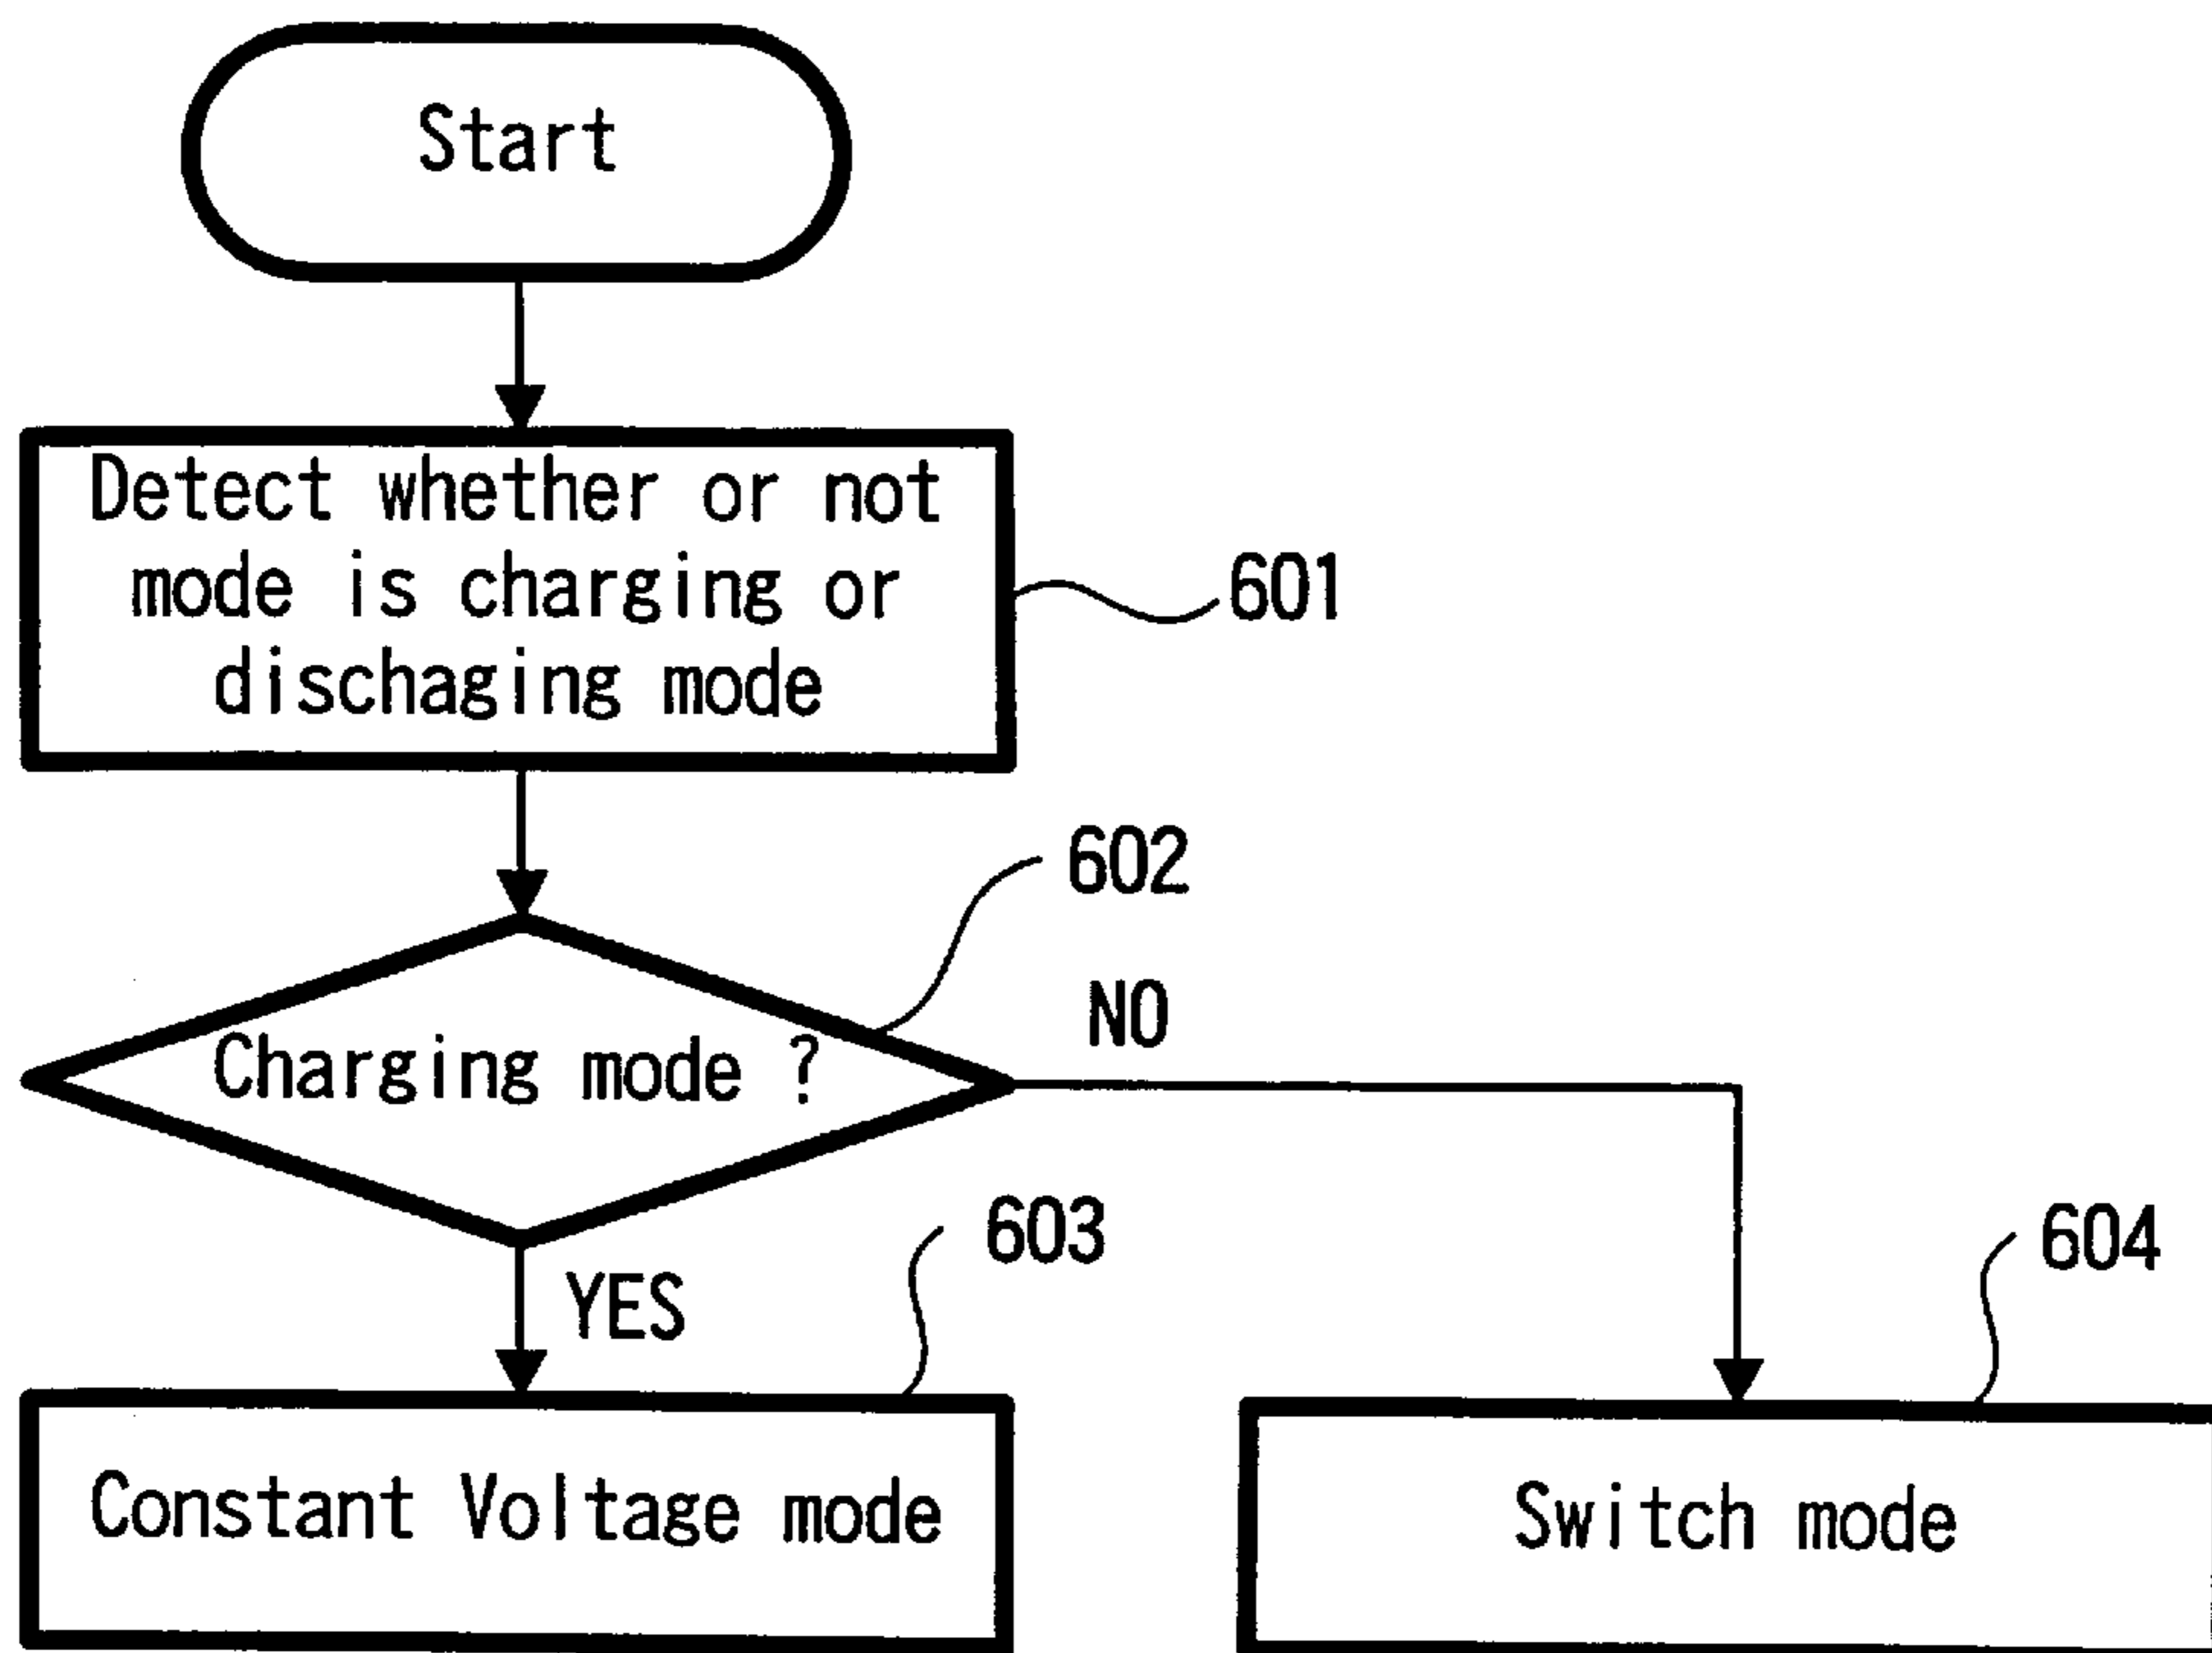 Start
Detect whether or not
mode is charging or
dischaging mode
601
602
NO
Charging mode ?
603
604
YES
Constant Voltage mode
Switch mode